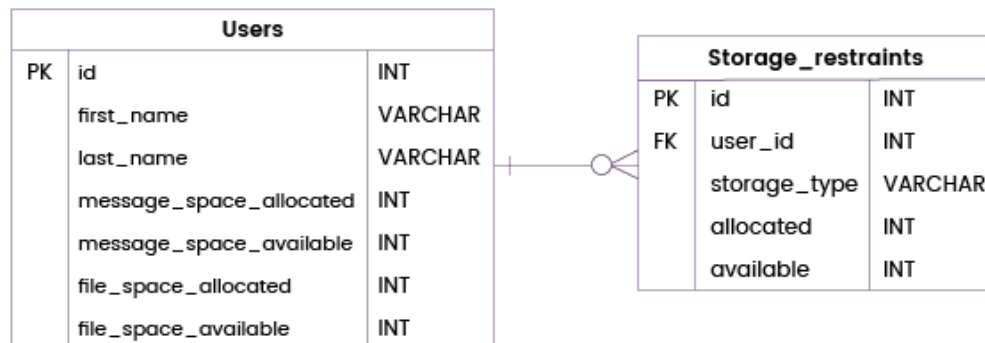 Users
PK id INT
first_name VARCHAR
last_name VARCHAR
message_space_allocated INT
message_space_available INT
file_space_allocated INT
file_space_available INT
Storage_restraints
PK id INT
FK user_id INT
storage_type VARCHAR
allocated INT
available INT